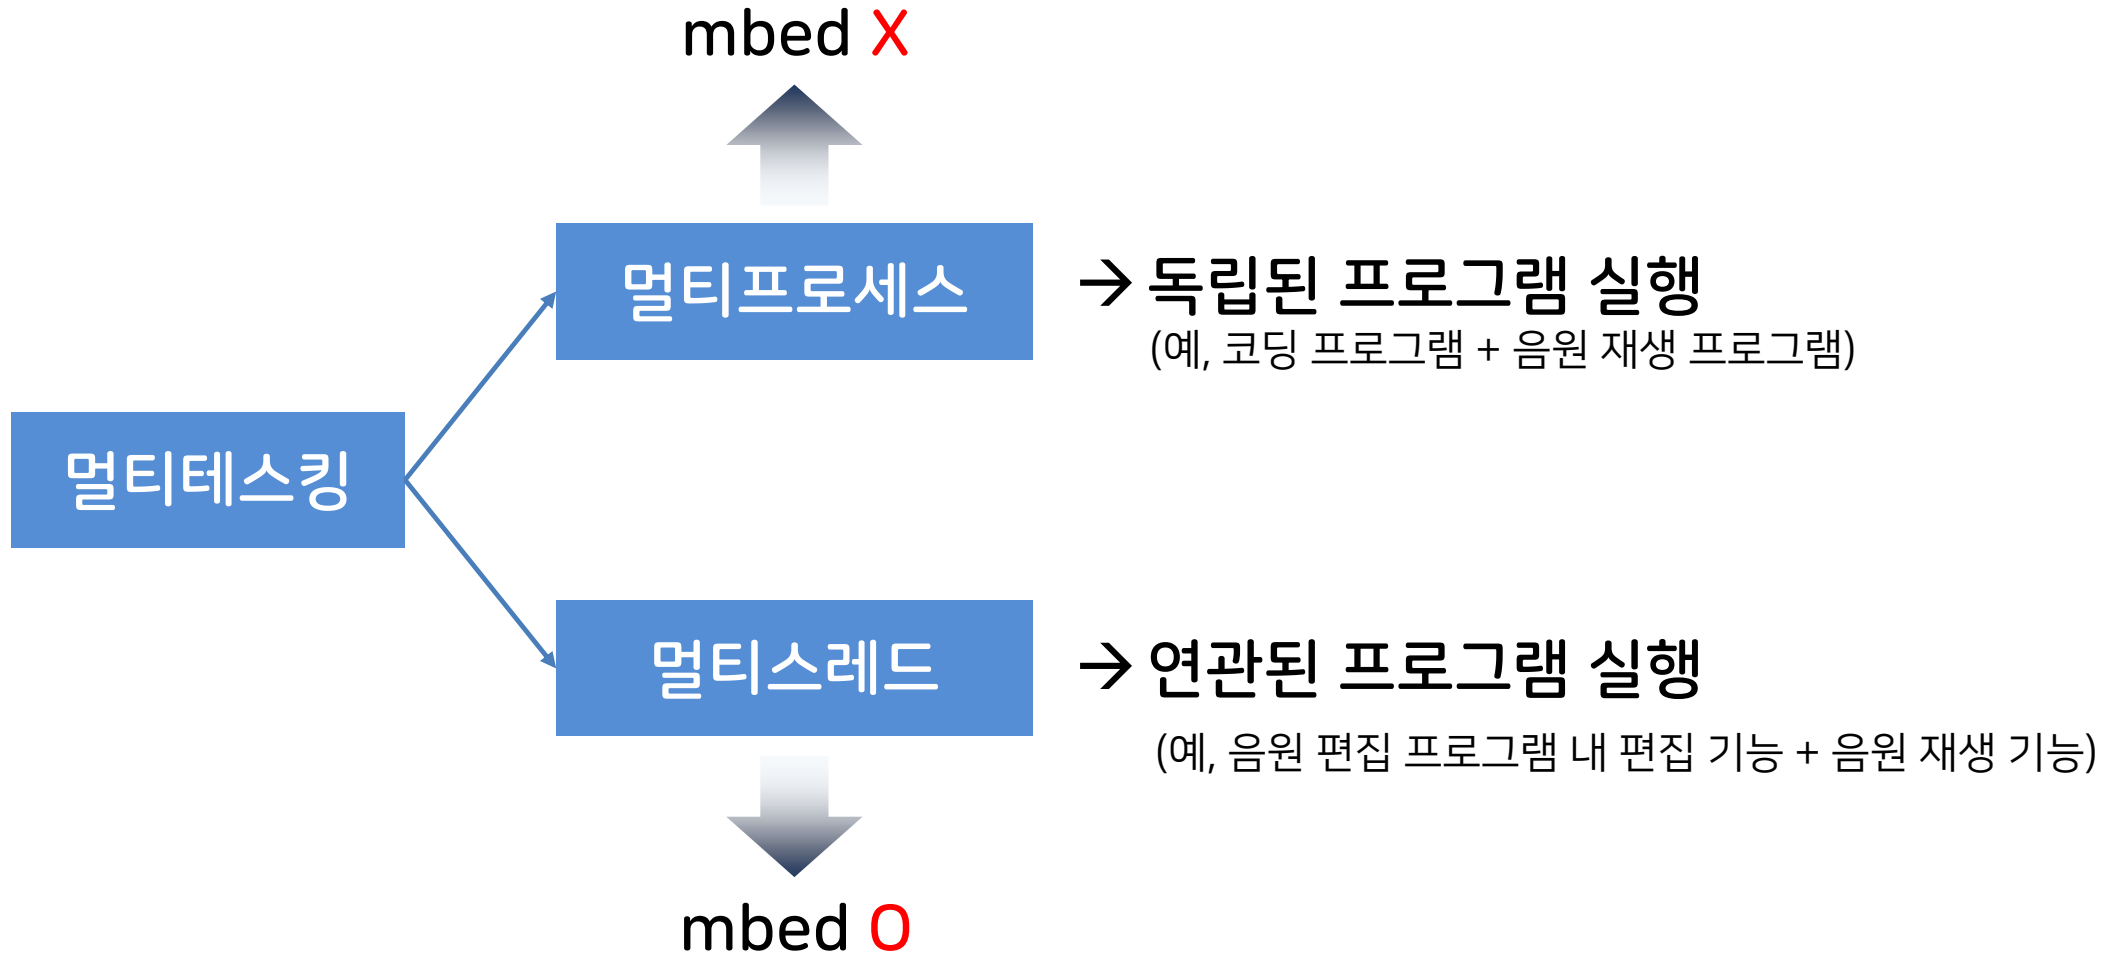 mbed X
멀티프로세스
→ 독립된 프로그램 실행
(예, 코딩 프로그램 + 음원 재생 프로그램)
멀티테스킹
멀티스레드
→ 연관된 프로그램 실행
(예, 음원 편집 프로그램 내 편집 기능 + 음원 재생 기능)
mbed O